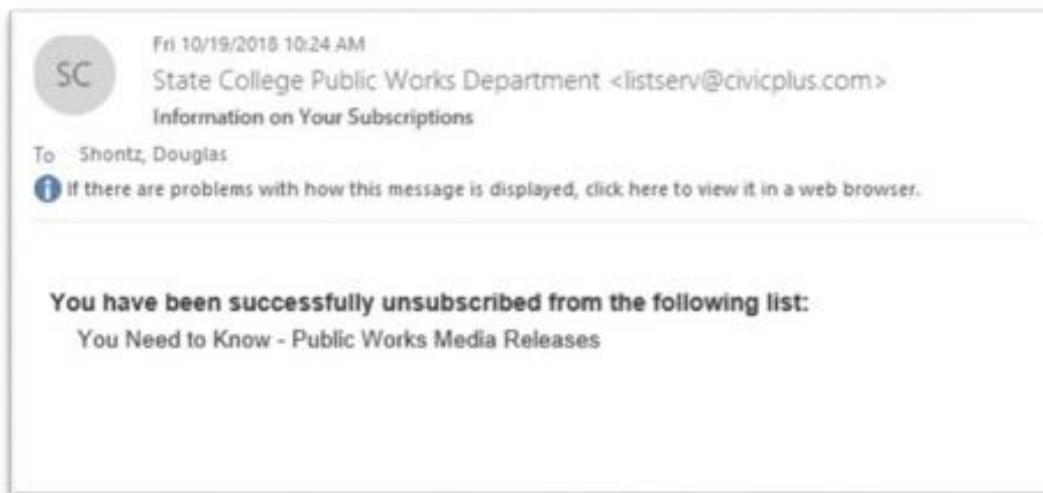 SC
Fri 10/19/2018 10:24 AM
State College Public Works Department <listserv@civicplus.com>
Information on Your Subscriptions
To Shontz, Douglas
If there are problems with how this message is displayed, click here to view it in a web browser.
You have been successfully unsubscribed from the following list:
You Need to Know - Public Works Media Releases